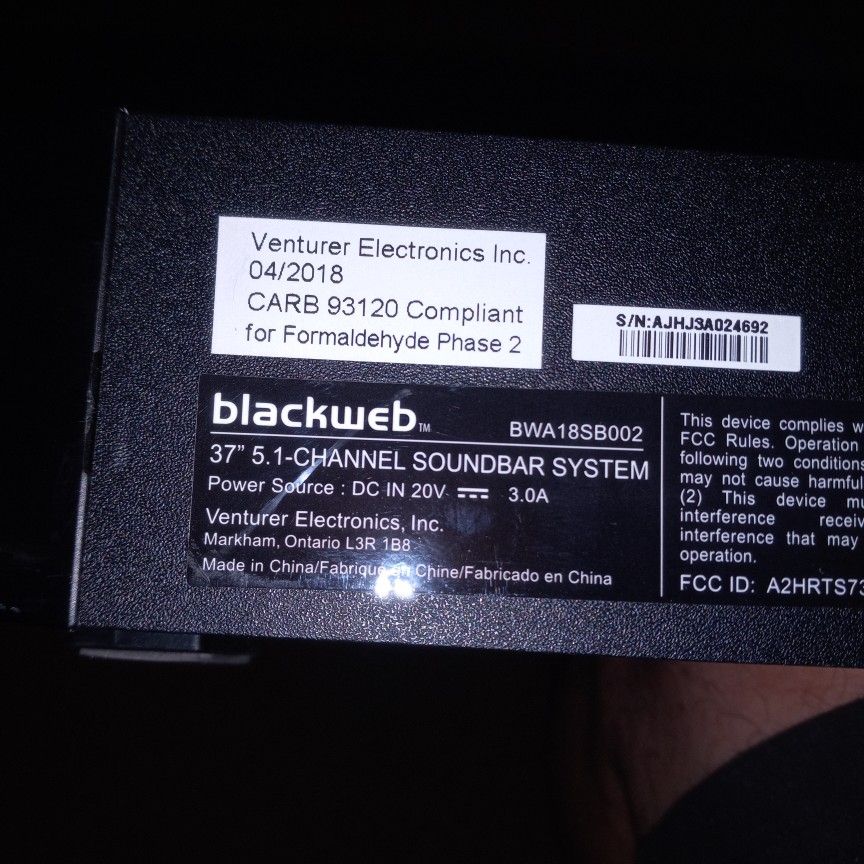 Venturer Electronics Inc.
04/2018
CARB 93120 Compliant
for Formaldehyde Phase 2
S/N:AJHJ3A024692
blackweb™
BWA18SB002
37” 5.1-CHANNEL SOUNDBAR SYSTEM
Power Source : DC IN 20V ⎓ 3.0A
Venturer Electronics, Inc.
Markham, Ontario L3R 1B8
Made in China/Fabriqué en Chine/Fabricado en China
This device complies
FCC Rules. Operation
following two conditions
may not cause harmful
(2) This device
interference
interference that may
operation.
FCC ID: A2HRTS73